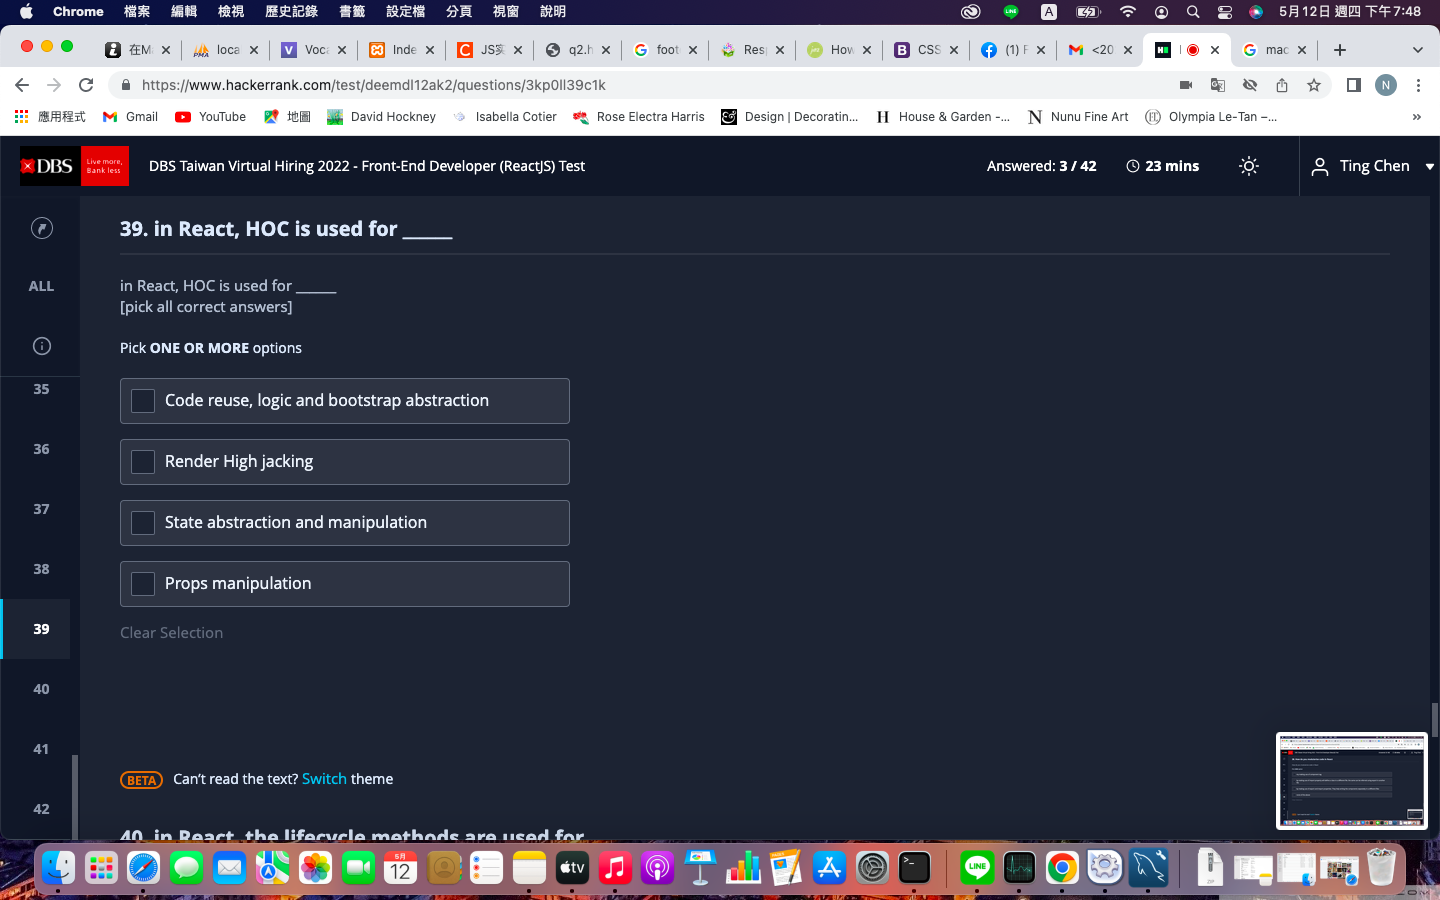 Chrome 檔案 編輯 檢視 歷史記錄 書籤 設定檔 分頁 視窗 說明 A 5月12日 週四 下午7:48
在M loca Voca Inde JS实 q2.h foot Resp How CSS (1) F <20 mac
https://www.hackerrank.com/test/deemdl12ak2/questions/3kp0ll39c1k N
應用程式 Gmail YouTube 地圖 David Hockney Isabella Cotier Rose Electra Harris Design | Decoratin... House & Garden -... Nunu Fine Art Olympia Le-Tan –... »
DBS Live more, Bank less DBS Taiwan Virtual Hiring 2022 - Front-End Developer (ReactJS) Test Answered: 3 / 42 23 mins Ting Chen
39. in React, HOC is used for ______
ALL
in React, HOC is used for ______
[pick all correct answers]
Pick ONE OR MORE options
35
Code reuse, logic and bootstrap abstraction
36
Render High jacking
37
State abstraction and manipulation
38
Props manipulation
39
Clear Selection
40
41
BETA Can't read the text? Switch theme
42
40. in React, the lifecycle methods are used for
5月
12
tv
LINE